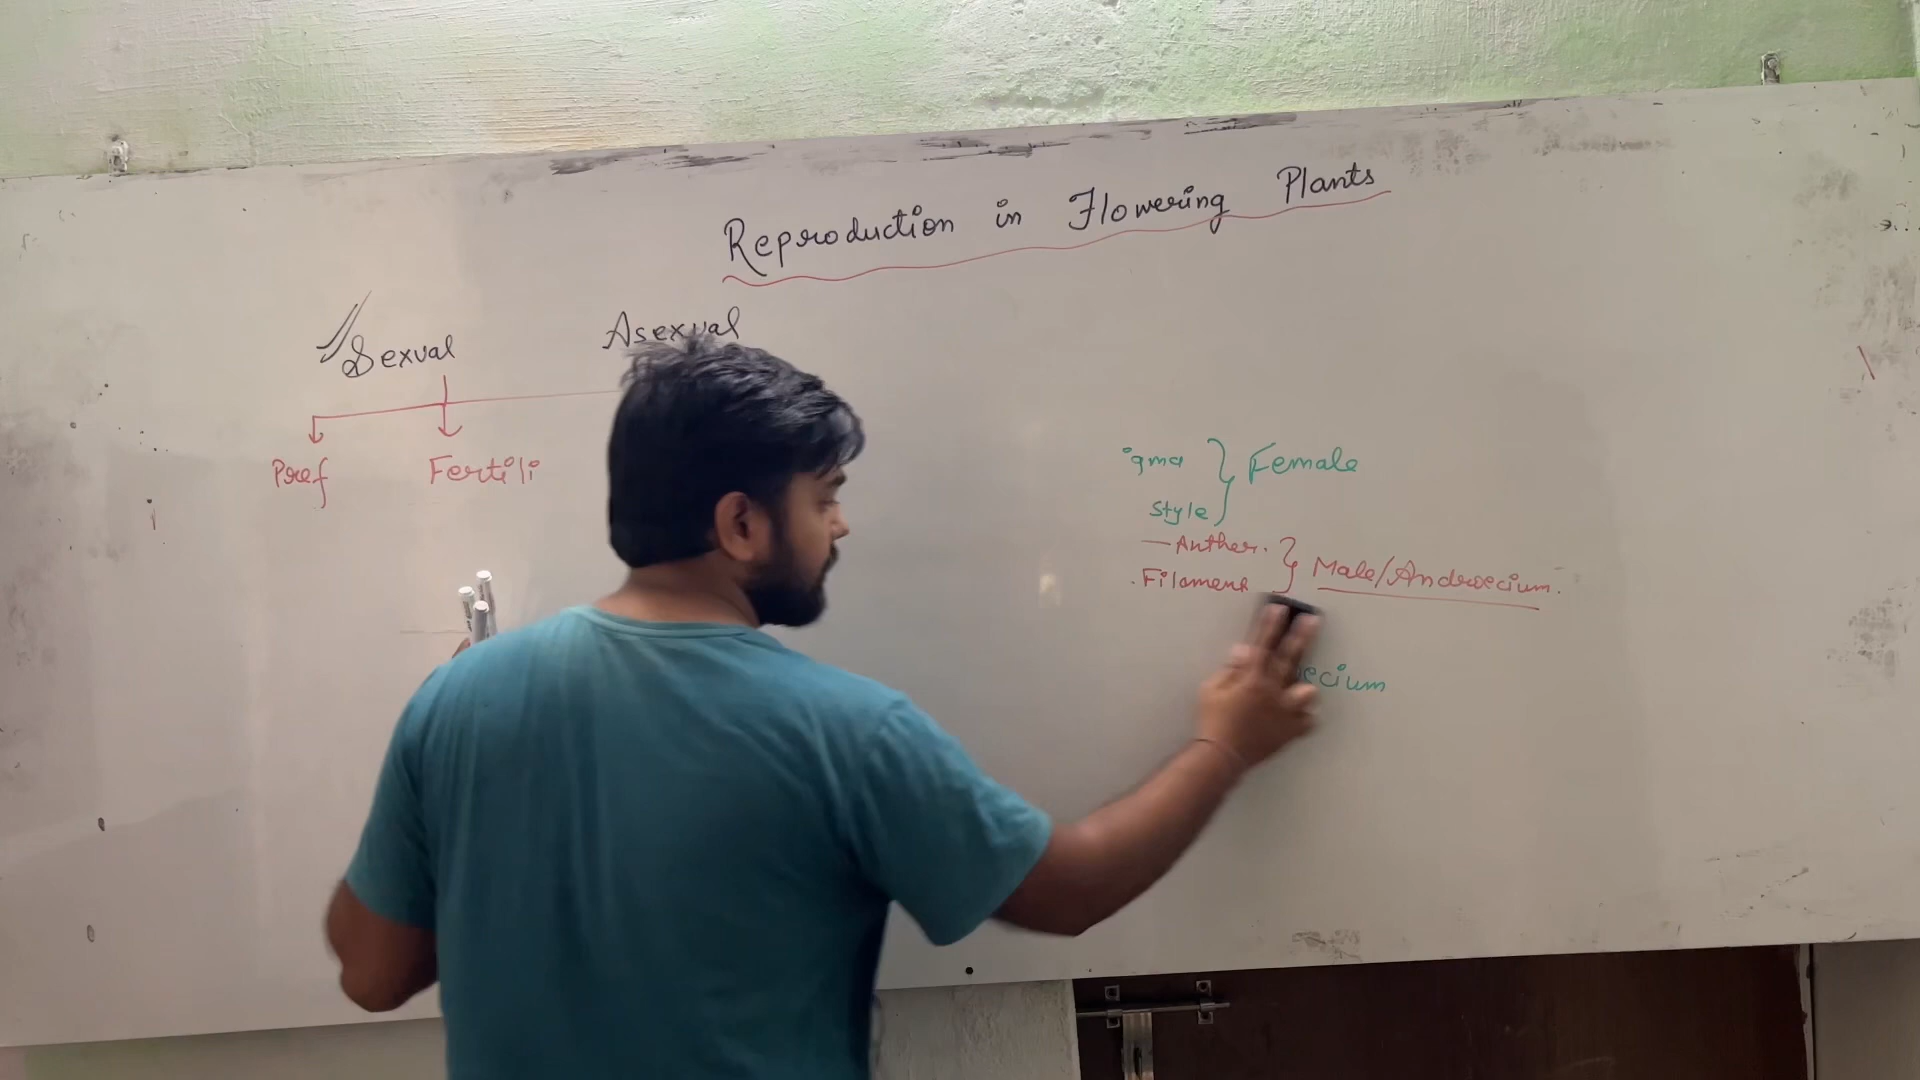 Reproduction in Flowering Plants
Sexual
Asexual
Pref
Fertili
igma
Female
Style
Anther.
Filament
Male/Androecium.
ecium